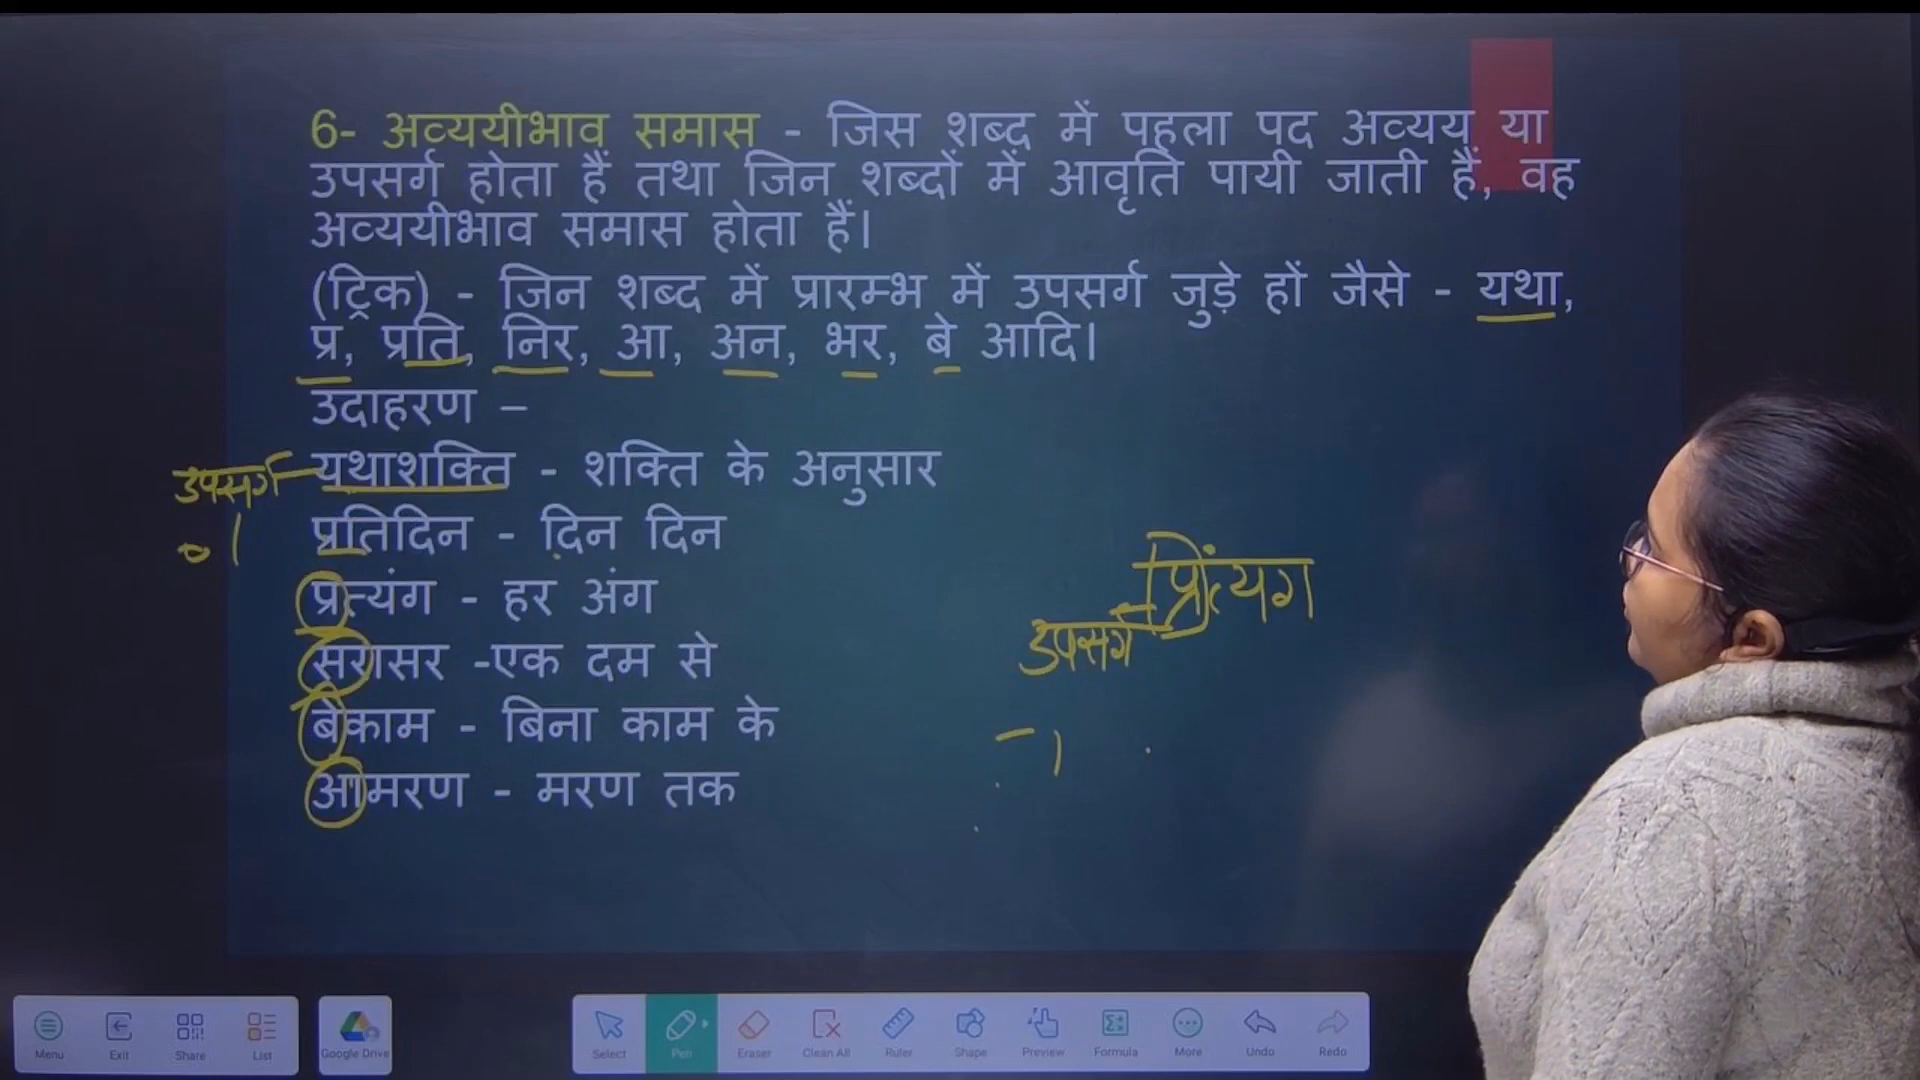 6- अव्ययीभाव समास - जिस शब्द में पहला पद अव्यय या
उपसर्ग होता हैं तथा जिन शब्दों में आवृति पायी जाती हैं, वह
अव्ययीभाव समास होता हैं।
(ट्रिक) - जिन शब्द में प्रारम्भ में उपसर्ग जुड़े हों जैसे - यथा,
प्र, प्रति, निर, आ, अन, भर, बे आदि।
उदाहरण –
उपसर्ग यथाशक्ति - शक्ति के अनुसार
प्रतिदिन - दिन दिन
प्रत्यंग - हर अंग
उपसर्ग
सरासर -एक दम से
बेकाम - बिना काम के
आमरण - मरण तक
Menu Exit Share List Google Drive Select Pen Eraser Clean All Ruler Shape Preview Formula More Undo Redo